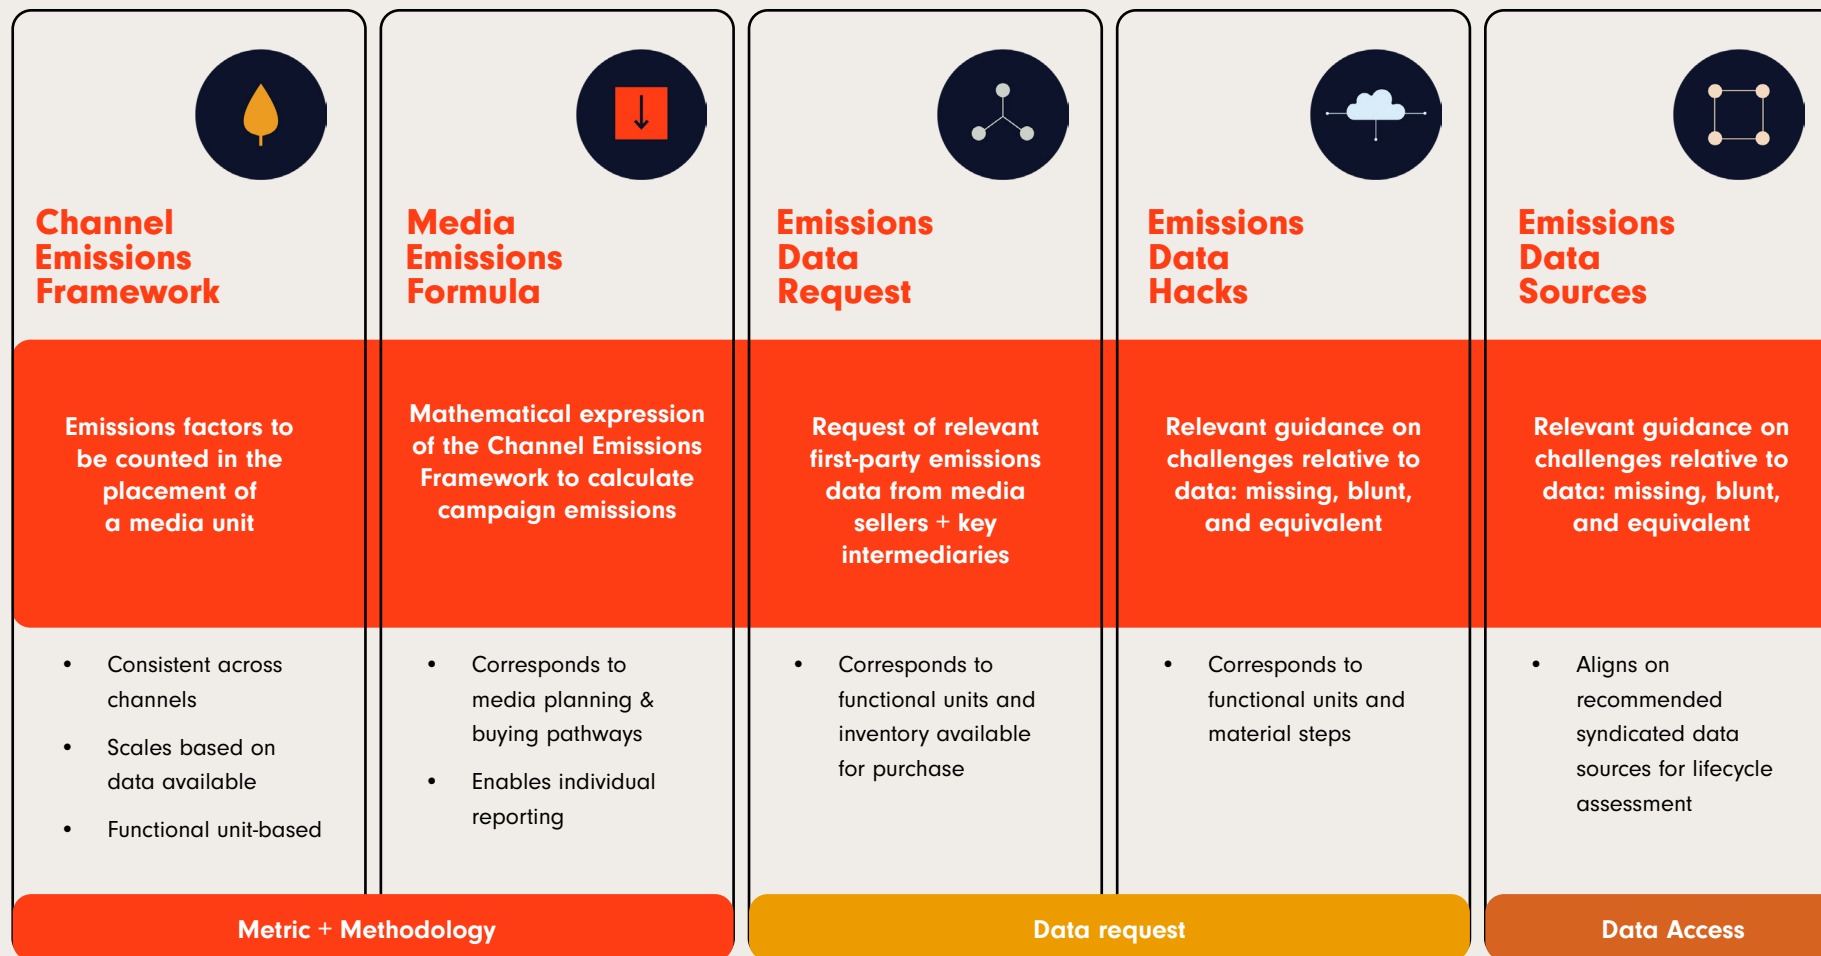 Channel
Emissions
Framework
Emissions factors to
be counted in the
placement of
a media unit
• Consistent across
channels
• Scales based on
data available
• Functional unit-based
Media
Emissions
Formula
Mathematical expression
of the Channel Emissions
Framework to calculate
campaign emissions
• Corresponds to
media planning &
buying pathways
• Enables individual
reporting
Metric + Methodology
Emissions
Data
Request
Request of relevant
first-party emissions
data from media
sellers + key
intermediaries
• Corresponds to
functional units and
inventory available
for purchase
Emissions
Data
Hacks
Relevant guidance on
challenges relative to
data: missing, blunt,
and equivalent
• Corresponds to
functional units and
material steps
Data request
Emissions
Data
Sources
Relevant guidance on
challenges relative to
data: missing, blunt,
and equivalent
• Aligns on
recommended
syndicated data
sources for lifecycle
assessment
Data Access